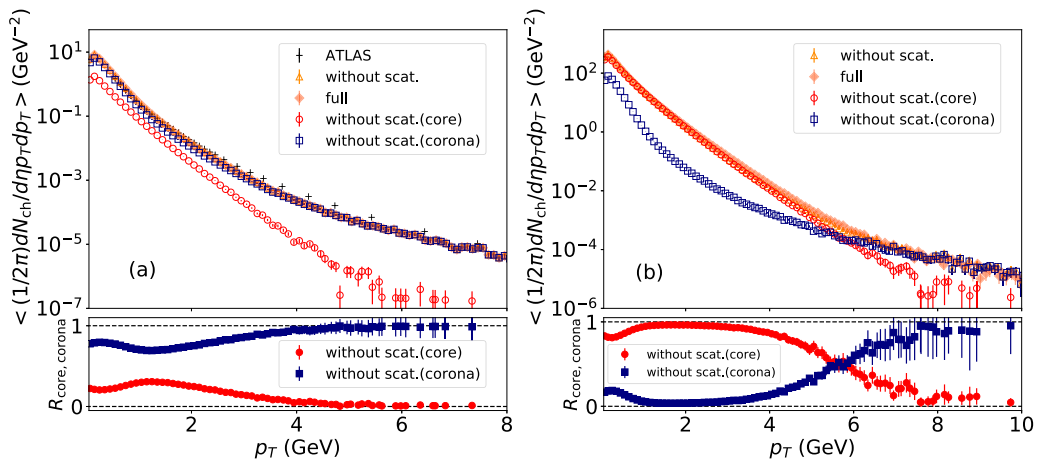 < (1/2π)dN_ch/dηp_T dp_T > (GeV⁻²)
10¹
10⁻¹
10⁻³
10⁻⁵
10⁻⁷
ATLAS
without scat.
full
without scat.(core)
without scat.(corona)
(a)
R_core, corona
1
0
without scat.(core)
without scat.(corona)
0 2 4 6 8
p_T (GeV)
< (1/2π)dN_ch/dηp_T dp_T > (GeV⁻²)
10²
10⁰
10⁻²
10⁻⁴
10⁻⁶
without scat.
full
without scat.(core)
without scat.(corona)
(b)
R_core, corona
1
0
without scat.(core)
without scat.(corona)
0 2 4 6 8 10
p_T (GeV)